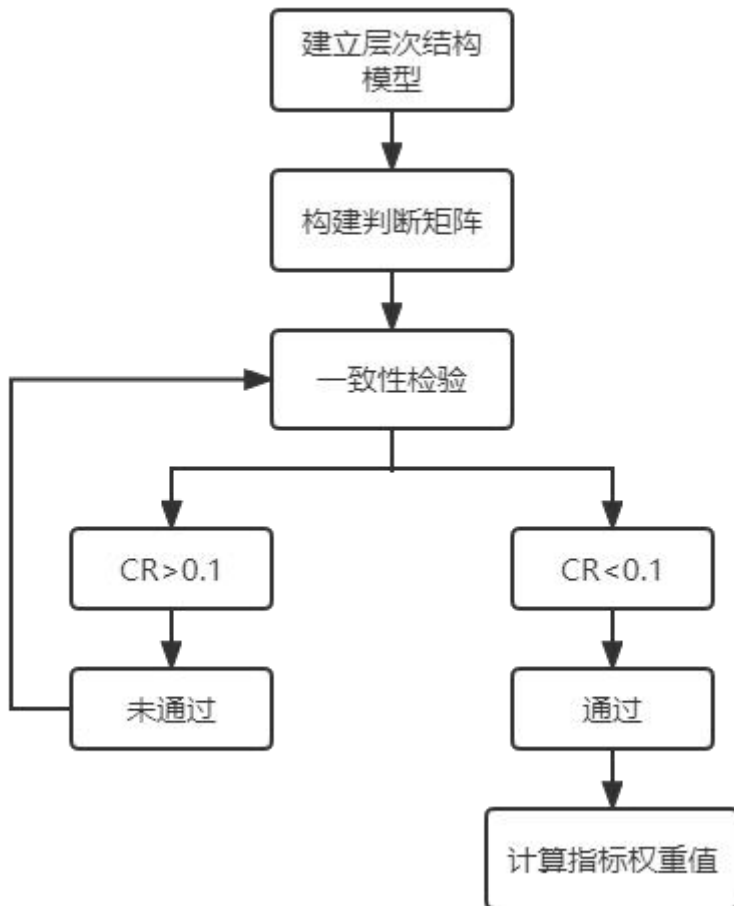 建立层次结构
模型
构建判断矩阵
一致性检验
CR>0.1
CR<0.1
未通过
通过
计算指标权重值